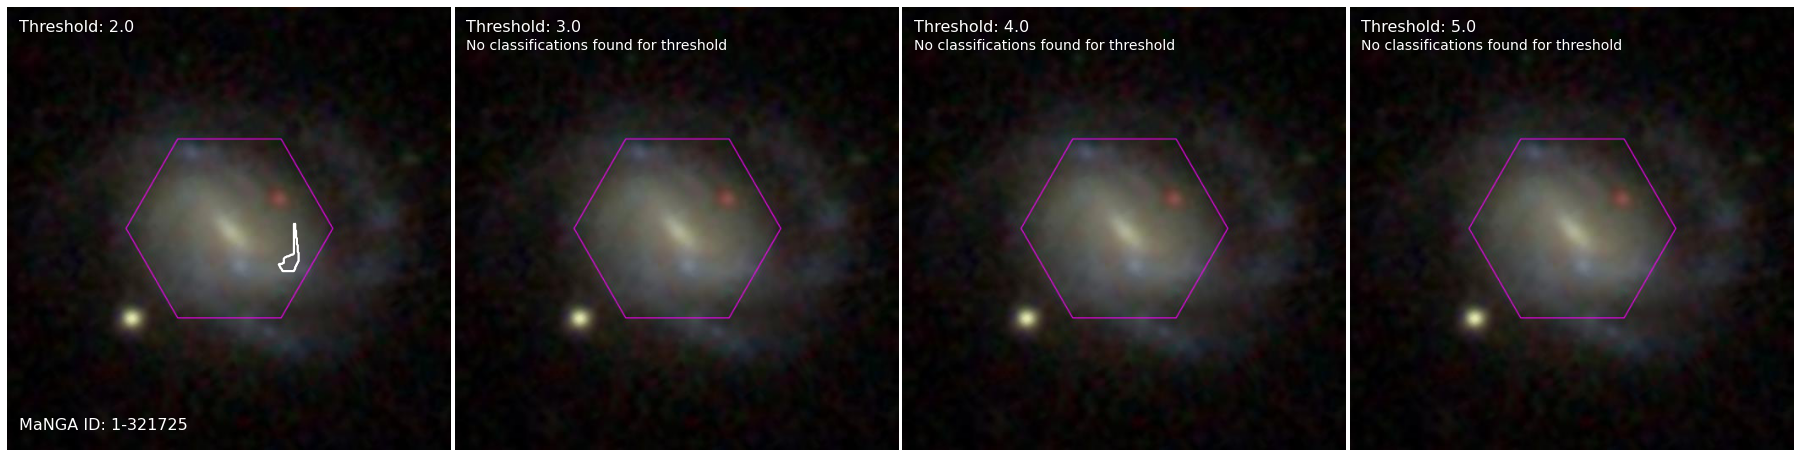 Threshold: 2.0
MaNGA ID: 1-321725
Threshold: 3.0
No classifications found for threshold
Threshold: 4.0
No classifications found for threshold
Threshold: 5.0
No classifications found for threshold